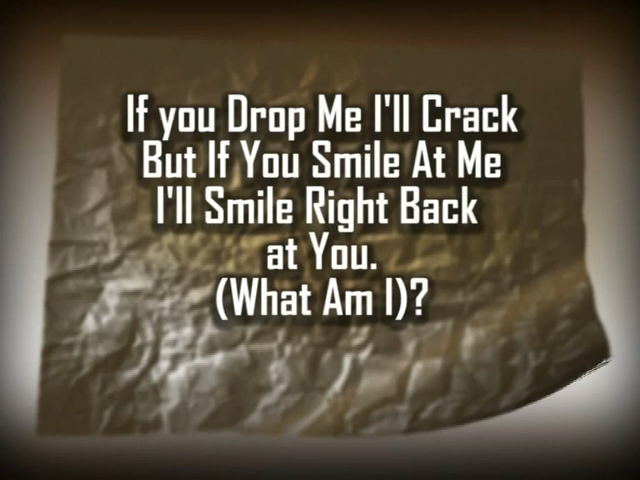 If you Drop Me I'll Crack
But If You Smile At Me
I'll Smile Right Back
at You.
(What Am I)?